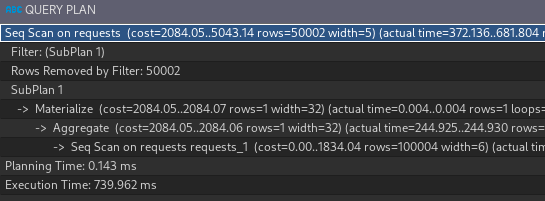 ABC QUERY PLAN
Seq Scan on requests (cost=2084.05..5043.14 rows=50002 width=5) (actual time=372.136..681.804 r
Filter: (SubPlan 1)
Rows Removed by Filter: 50002
SubPlan 1
-> Materialize (cost=2084.05..2084.07 rows=1 width=32) (actual time=0.004..0.004 rows=1 loops=
-> Aggregate (cost=2084.05..2084.06 rows=1 width=32) (actual time=244.925..244.930 rows=
-> Seq Scan on requests requests_1 (cost=0.00..1834.04 rows=100004 width=6) (actual tim
Planning Time: 0.143 ms
Execution Time: 739.962 ms